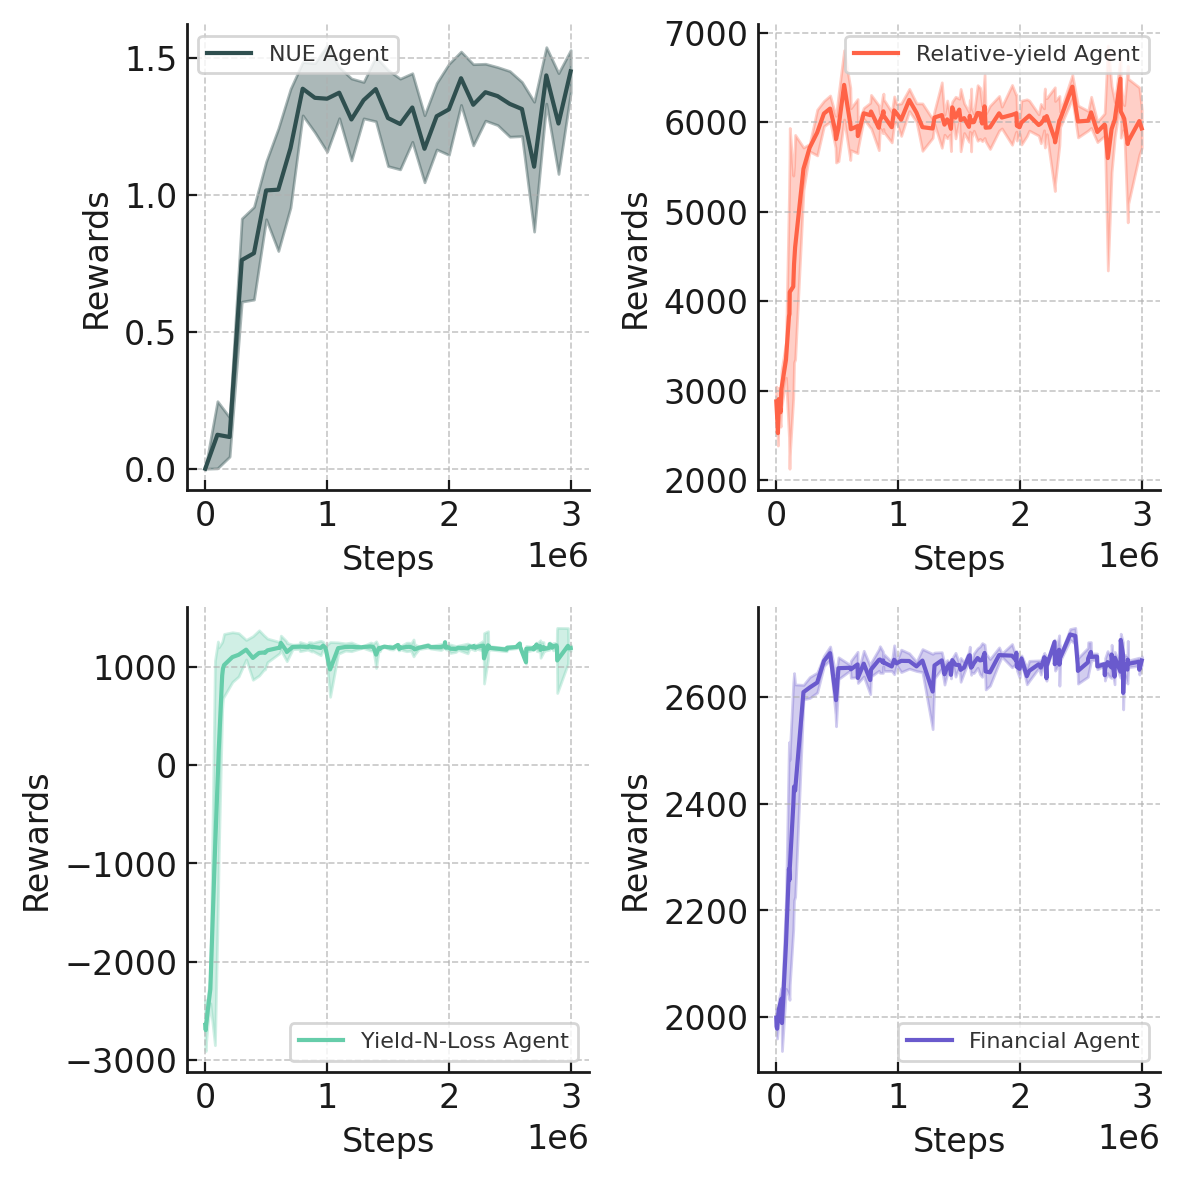 NUE Agent
1.5
1.0
0.5
0.0
Rewards
0 1 2 3
Steps
1e6
Relative-yield Agent
7000
6000
5000
4000
3000
2000
Rewards
0 1 2 3
Steps
1e6
1000
0
−1000
−2000
−3000
Rewards
Yield-N-Loss Agent
0 1 2 3
Steps
1e6
2600
2400
2200
2000
Rewards
Financial Agent
0 1 2 3
Steps
1e6